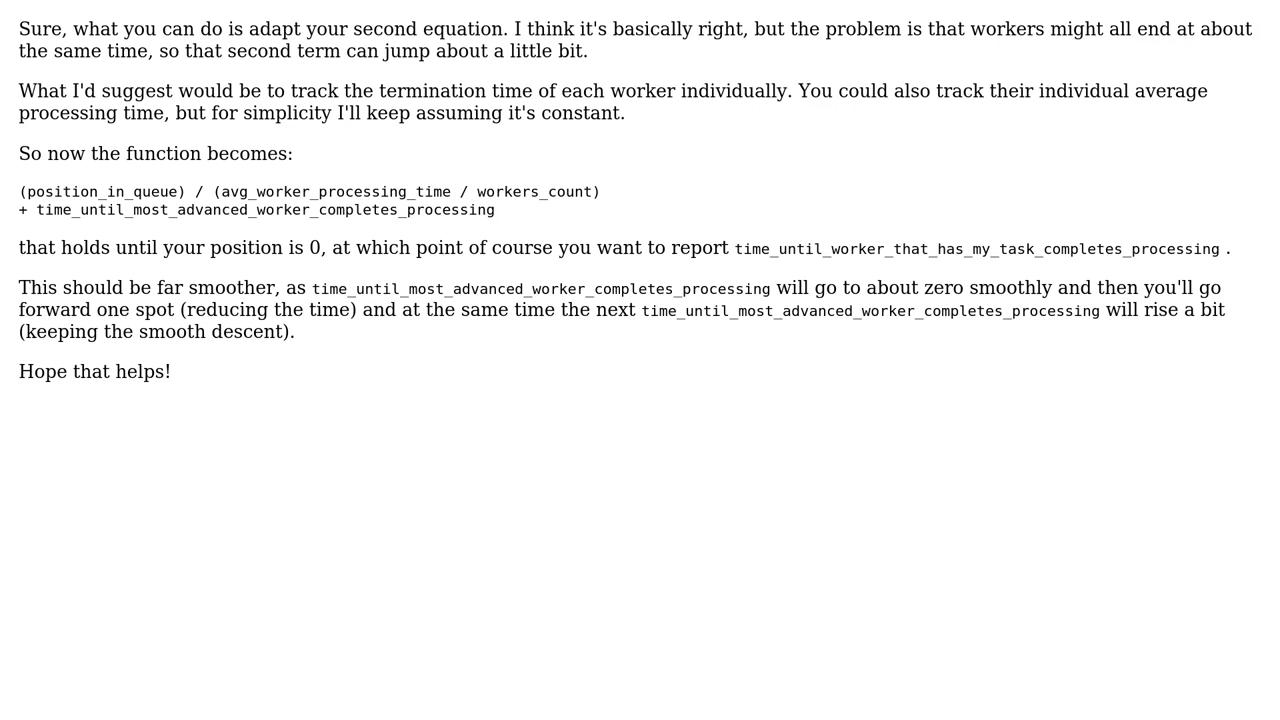 Sure, what you can do is adapt your second equation. I think it's basically right, but the problem is that workers might all end at about
the same time, so that second term can jump about a little bit.
What I'd suggest would be to track the termination time of each worker individually. You could also track their individual average
processing time, but for simplicity I'll keep assuming it's constant.
So now the function becomes:
(position_in_queue) / (avg_worker_processing_time / workers_count)
+ time_until_most_advanced_worker_completes_processing
that holds until your position is 0, at which point of course you want to report time_until_worker_that_has_my_task_completes_processing .
This should be far smoother, as time_until_most_advanced_worker_completes_processing will go to about zero smoothly and then you'll go
forward one spot (reducing the time) and at the same time the next time_until_most_advanced_worker_completes_processing will rise a bit
(keeping the smooth descent).
Hope that helps!